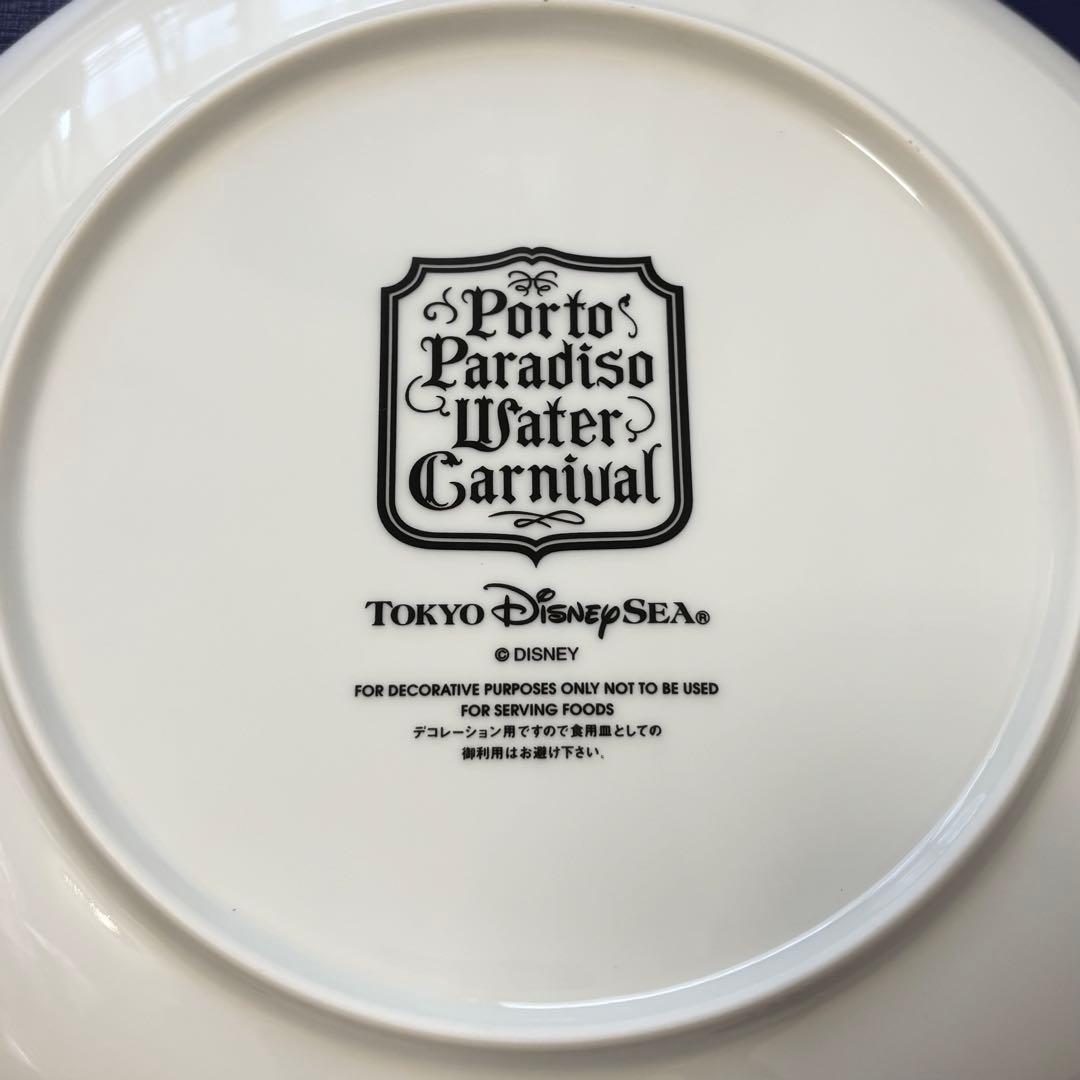 Porto
Paradiso
Water
Carnival
TOKYO DISNEY SEA®
© DISNEY
FOR DECORATIVE PURPOSES ONLY NOT TO BE USED
FOR SERVING FOODS
デコレーション用ですので食用皿としての
御利用はお避け下さい。